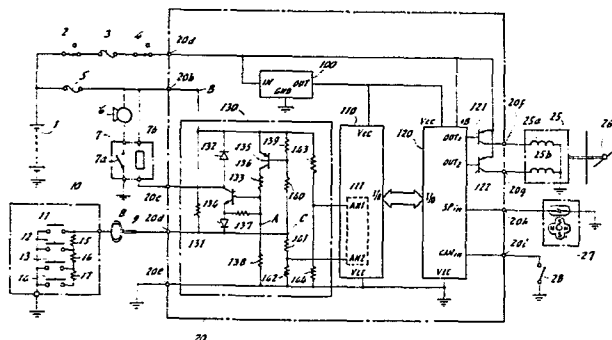 2 3 4 20d
5 20b B
100
IN OUT
GND
110
120
Vcc Vcc +B
121 20f 25 26
OUT1
OUT2
25a
25b
122 20g
130
132 135 139 143
136
133
6
7 7b
7a
1
20c
134 140
111
AN1
AN2
I/O I/O
SPin 20h
CANin 20i
27
28
10
11
12 15
13 16
14 17
8 9
20d
131 137 A C 141
138 142 144
20e
Vcc Vcc
20